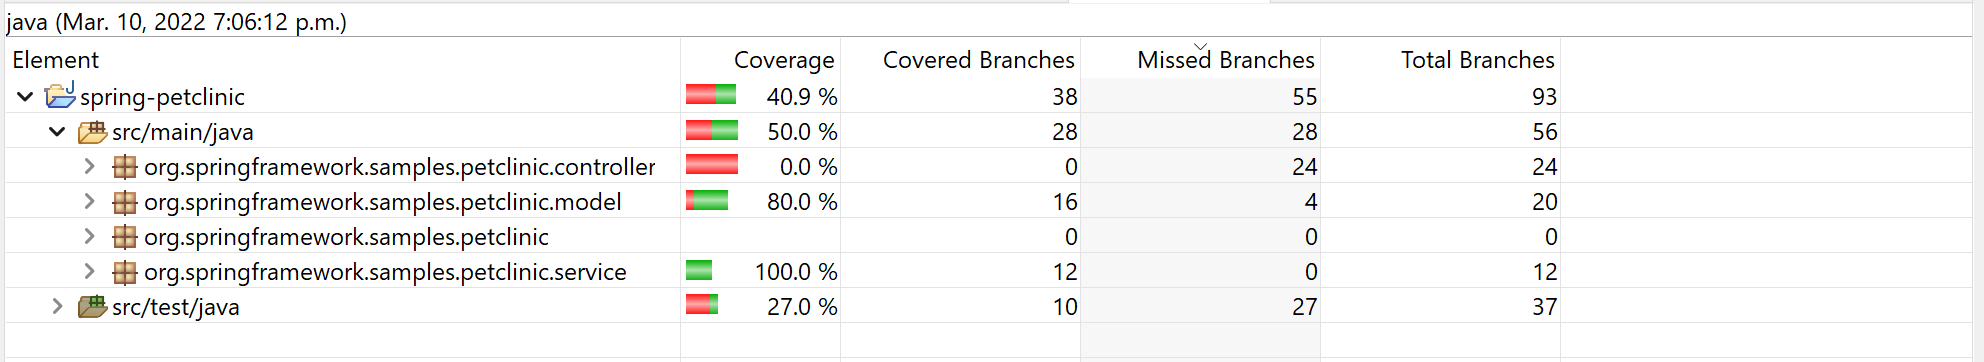 java (Mar. 10, 2022 7:06:12 p.m.)
Element Coverage Covered Branches Missed Branches Total Branches
spring-petclinic 40.9 % 38 55 93
src/main/java 50.0 % 28 28 56
org.springframework.samples.petclinic.controller 0.0 % 0 24 24
org.springframework.samples.petclinic.model 80.0 % 16 4 20
org.springframework.samples.petclinic 0 0 0
org.springframework.samples.petclinic.service 100.0 % 12 0 12
src/test/java 27.0 % 10 27 37